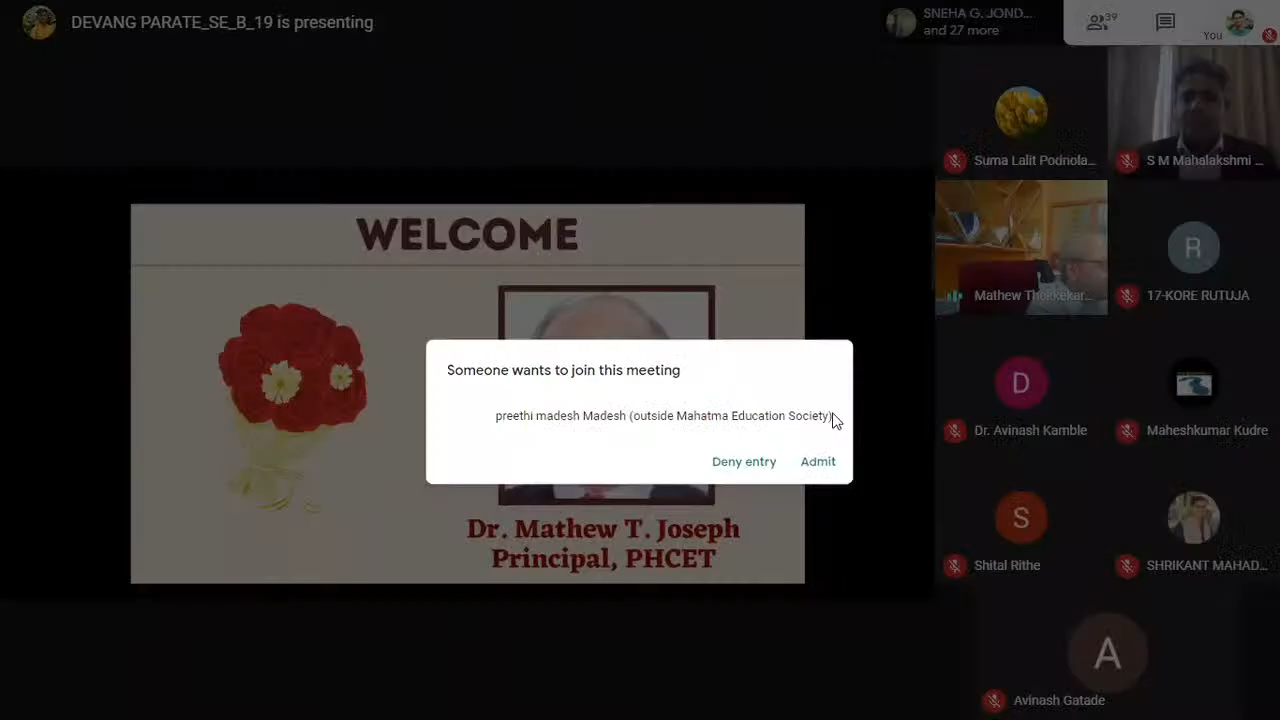 DEVANG PARATE_SE_B_19 is presenting
SNEHA G. JOND...
and 27 more
39
You
Suma Lalit Podnola...
S M Mahalakshmi ...
WELCOME
Mathew Thekkekar...
R
17-KORE RUTUJA
Someone wants to join this meeting
preethi madesh Madesh (outside Mahatma Education Society)
Deny entry
Admit
D
Dr. Avinash Kamble
Maheshkumar Kudre
Dr. Mathew T. Joseph
Principal, PHCET
S
Shital Rithe
SHRIKANT MAHAD...
A
Avinash Gatade